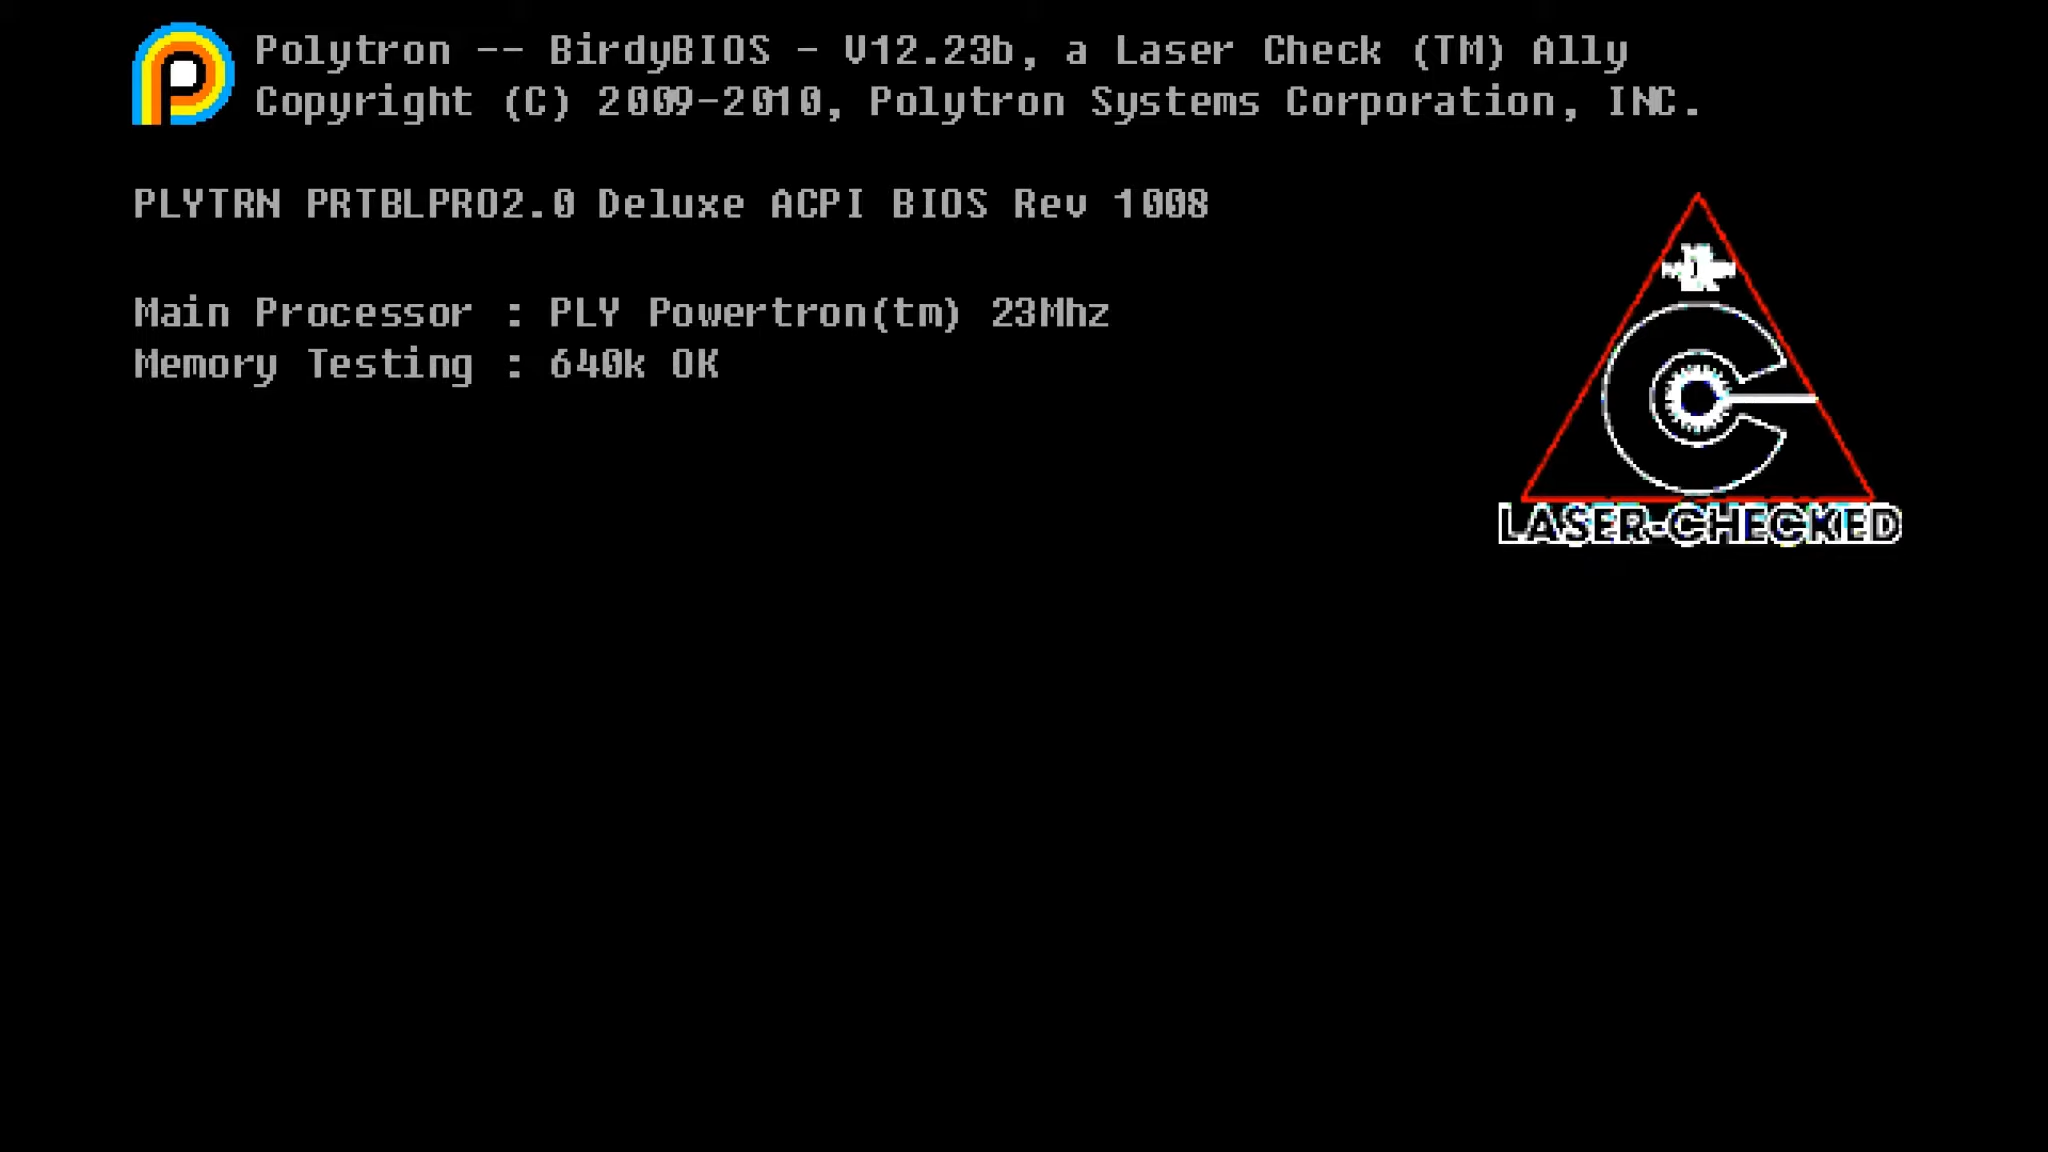 Polytron -- BirdyBIOS - V12.23b, a Laser Check (TM) Ally
Copyright (C) 2009-2010, Polytron Systems Corporation, INC.
PLYTRN PRTBLPRO2.0 Deluxe ACPI BIOS Rev 1008
Main Processor : PLY Powertron(tm) 23Mhz
Memory Testing : 640k OK
LASER-CHECKED